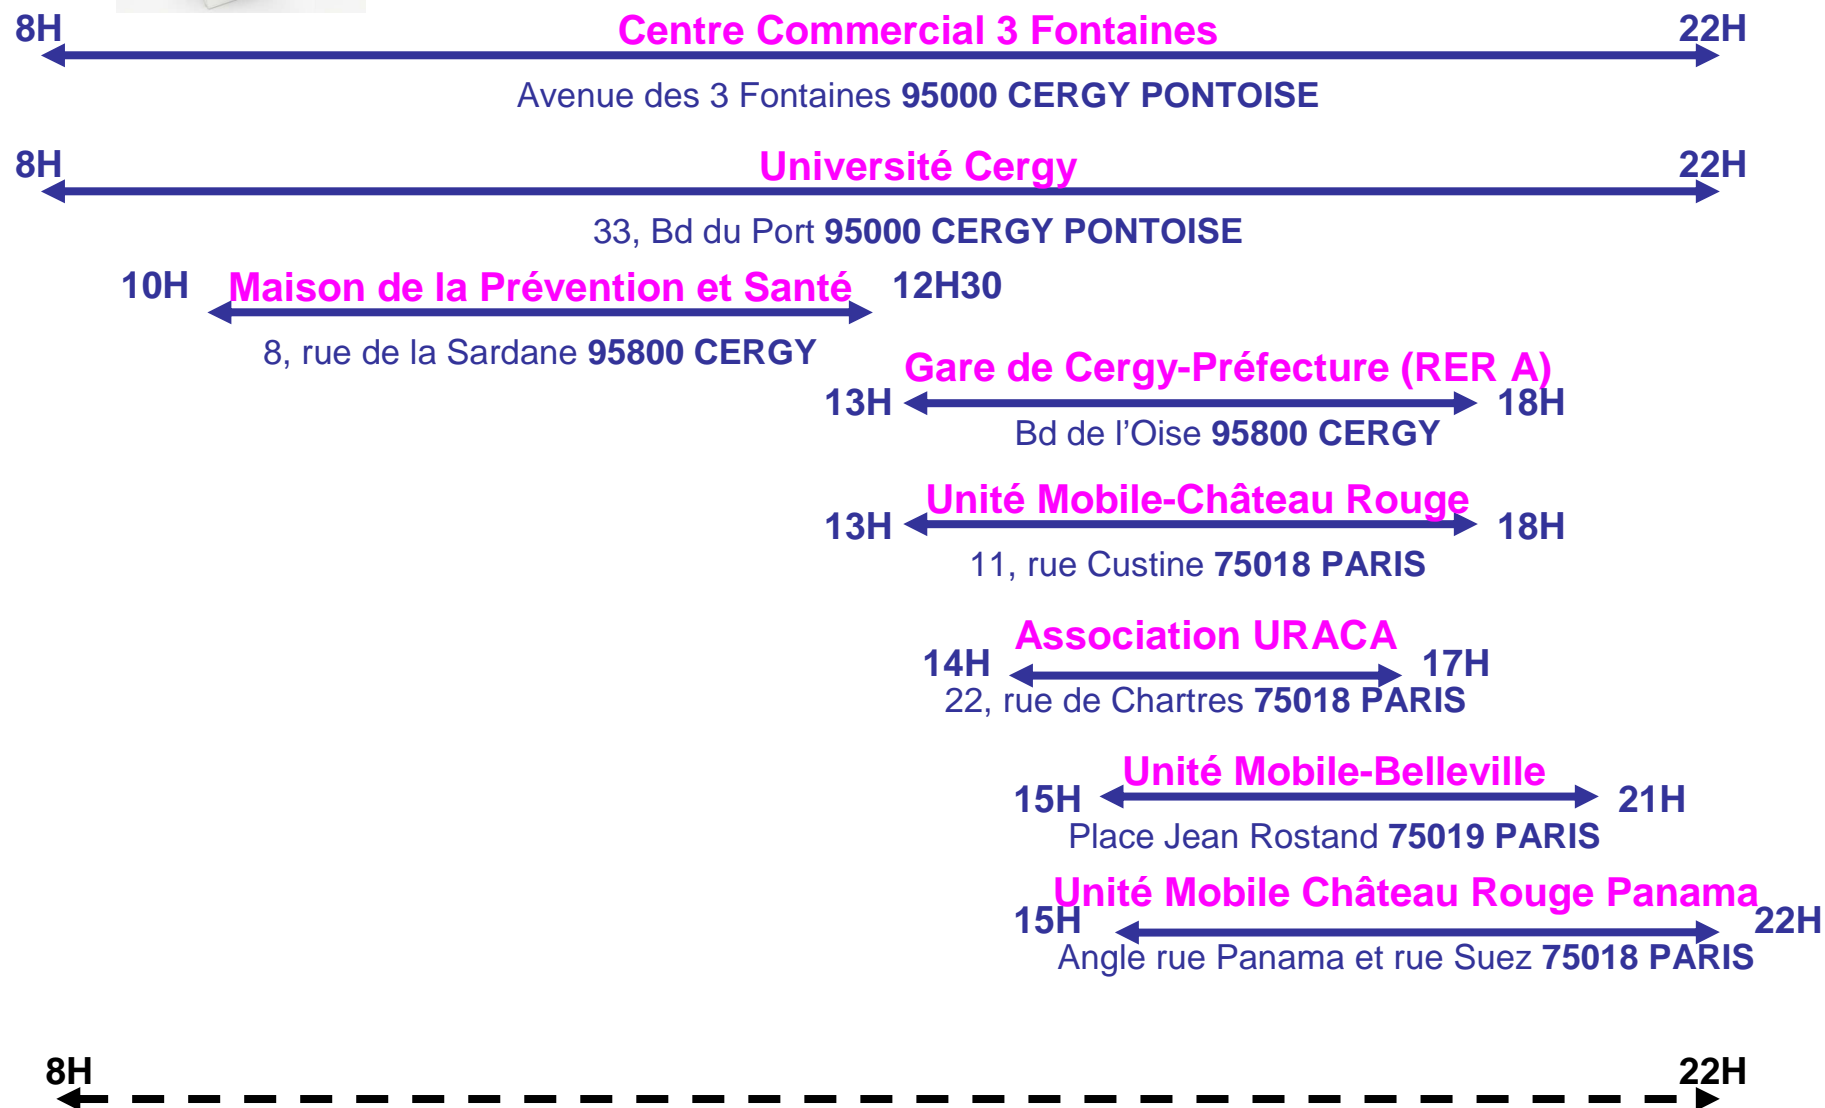 8H Centre Commercial 3 Fontaines 22H
Avenue des 3 Fontaines 95000 CERGY PONTOISE
8H Université Cergy 22H
33, Bd du Port 95000 CERGY PONTOISE
10H Maison de la Prévention et Santé 12H30
8, rue de la Sardane 95800 CERGY
Gare de Cergy-Préfecture (RER A)
13H 18H
Bd de l’Oise 95800 CERGY
Unité Mobile-Château Rouge
13H 18H
11, rue Custine 75018 PARIS
Association URACA
14H 17H
22, rue de Chartres 75018 PARIS
Unité Mobile-Belleville
15H 21H
Place Jean Rostand 75019 PARIS
Unité Mobile Château Rouge Panama
15H 22H
Angle rue Panama et rue Suez 75018 PARIS
8H 22H